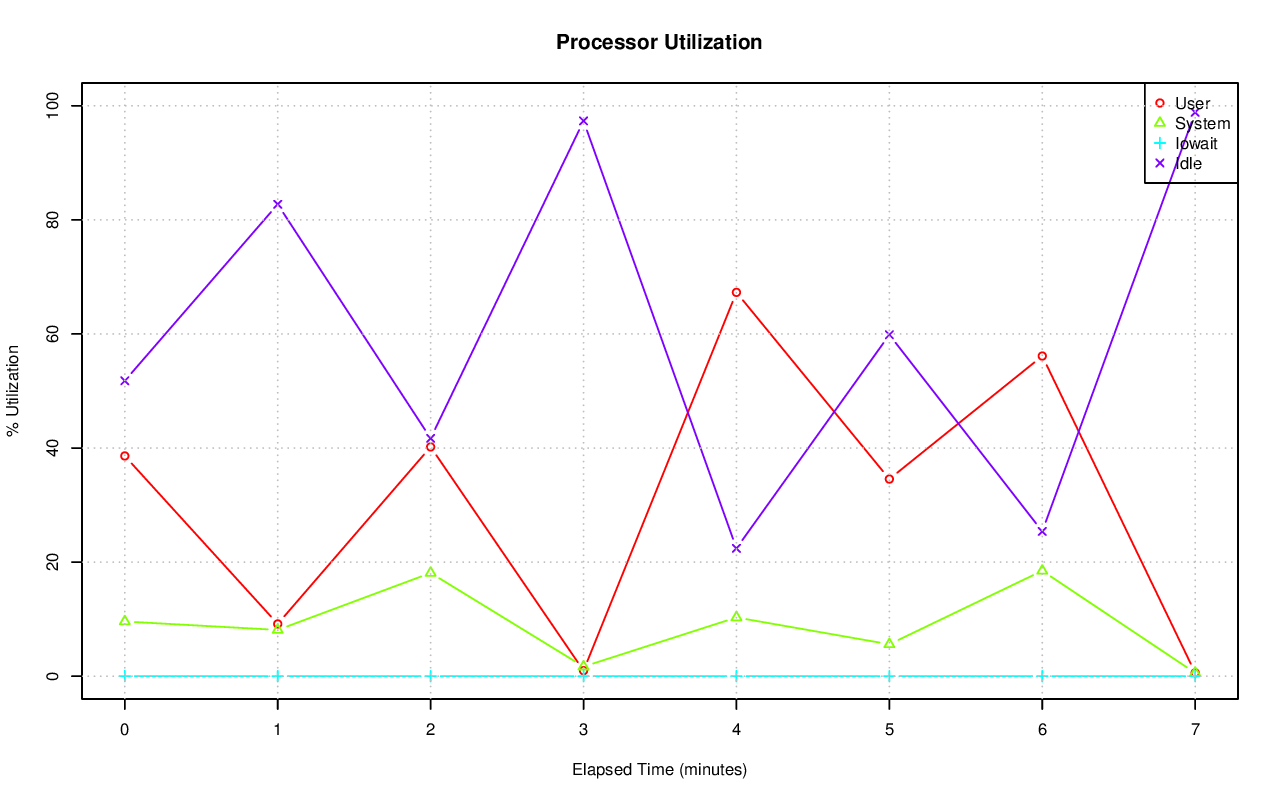 Processor Utilization
% Utilization
100
80
60
40
20
0
User
System
Iowait
Idle
0 1 2 3 4 5 6 7
Elapsed Time (minutes)